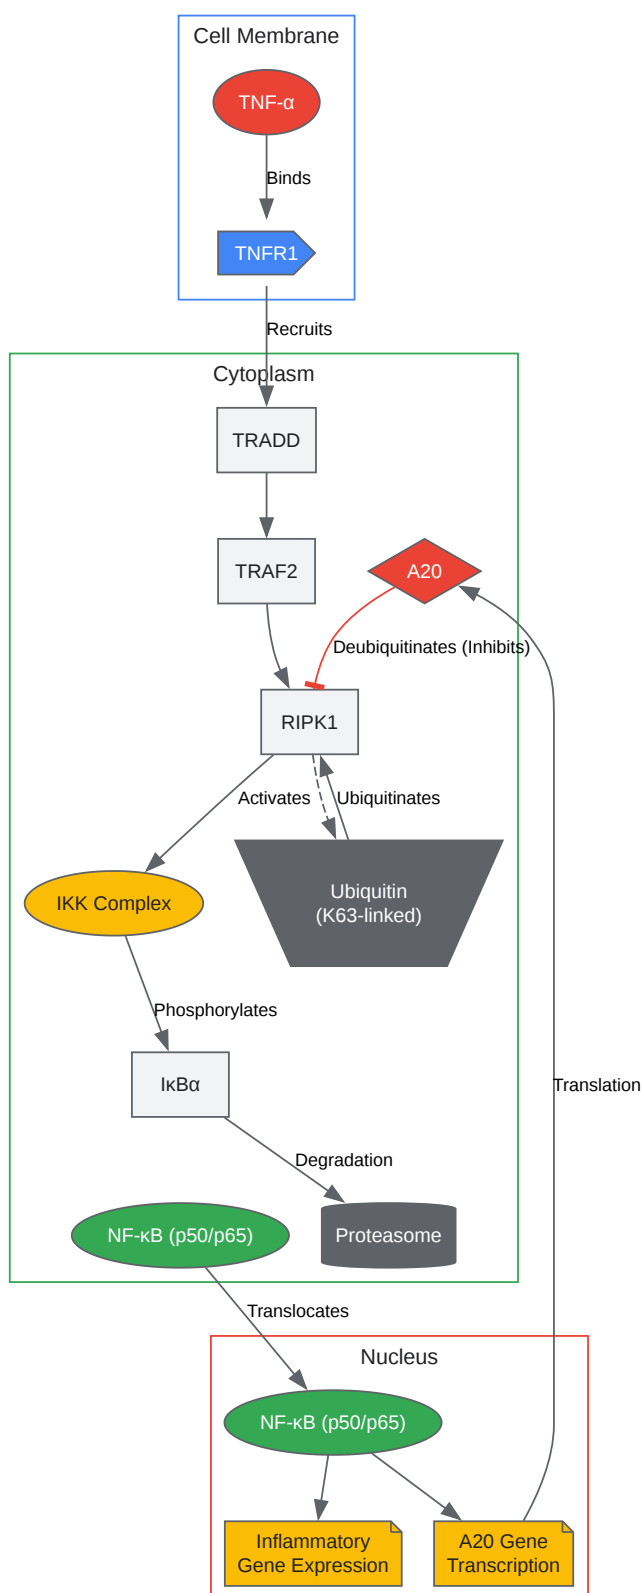 Cell Membrane
TNF-α
Binds
TNFR1
Recruits
Cytoplasm
TRADD
TRAF2
A20
Deubiquitinates (Inhibits)
RIPK1
Activates
Ubiquitinates
IKK Complex
Ubiquitin
(K63-linked)
Phosphorylates
IκBα
Translation
Degradation
NF-κB (p50/p65)
Proteasome
Translocates
Nucleus
NF-κB (p50/p65)
Inflammatory
Gene Expression
A20 Gene
Transcription